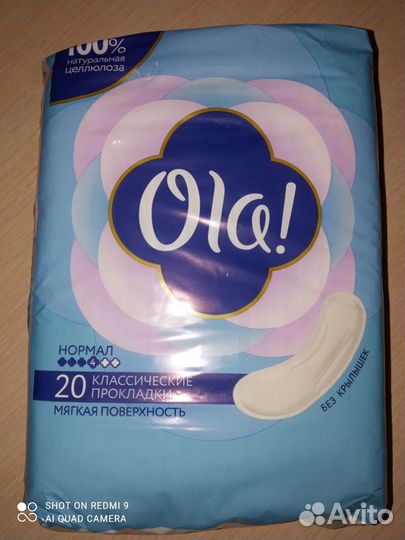 100%
натуральная
целлюлоза
Ola!
НОРМАЛ
4
20 КЛАССИЧЕСКИЕ
ПРОКЛАДКИ
МЯГКАЯ ПОВЕРХНОСТЬ
БЕЗ КРЫЛЫШЕК
SHOT ON REDMI 9
AI QUAD CAMERA
Avito